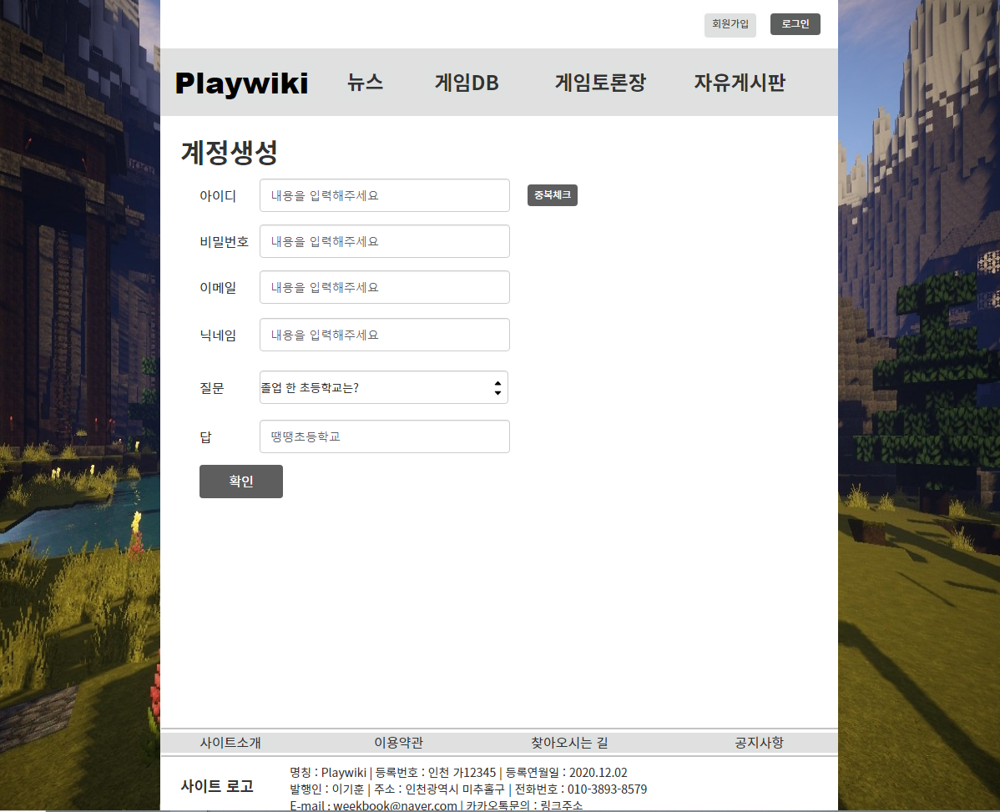 회원가입 로그인
Playwiki 뉴스 게임DB 게임토론장 자유게시판
계정생성
아이디 내용을 입력해주세요 중복체크
비밀번호 내용을 입력해주세요
이메일 내용을 입력해주세요
닉네임 내용을 입력해주세요
질문 졸업 한 초등학교는?
답 땡땡초등학교
확인
사이트소개 이용약관 찾아오시는 길 공지사항
사이트 로고
명칭 : Playwiki | 등록번호 : 인천 가12345 | 등록연월일 : 2020.12.02
발행인 : 이기훈 | 주소 : 인천광역시 미추홀구 | 전화번호 : 010-3893-8579
E-mail : weekbook@naver.com | 카카오톡문의 : 링크주소